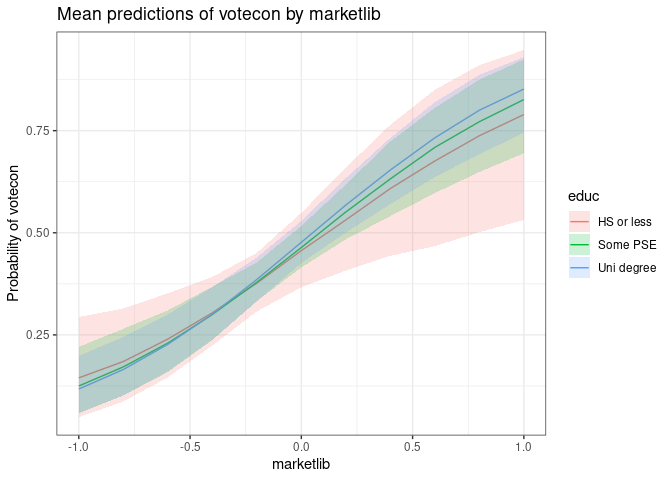 Mean predictions of votecon by marketlib
Probability of votecon
0.75
0.50
0.25
-1.0 -0.5 0.0 0.5 1.0
marketlib
educ
HS or less
Some PSE
Uni degree